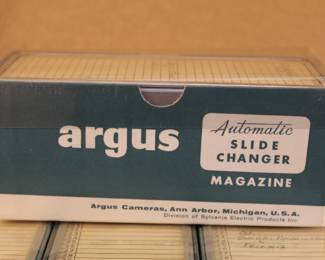 argus
Automatic
SLIDE
CHANGER
MAGAZINE
Argus Cameras, Ann Arbor, Michigan, U.S.A.
Division of Sylvania Electric Products Inc.